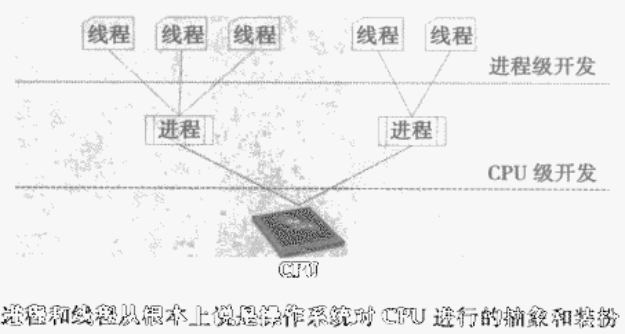 线程 线程 线程 线程 线程
进程级开发
进程 进程
CPU 级开发
CPU
进程和线程从根本上说是操作系统对 CPU 进行的抽象和装扮